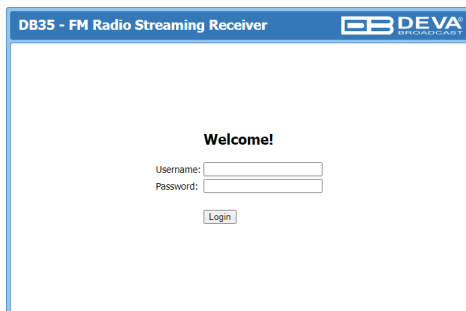 DB35 - FM Radio Streaming Receiver
DEVA
BROADCAST
Welcome!
Username:
Password:
Login